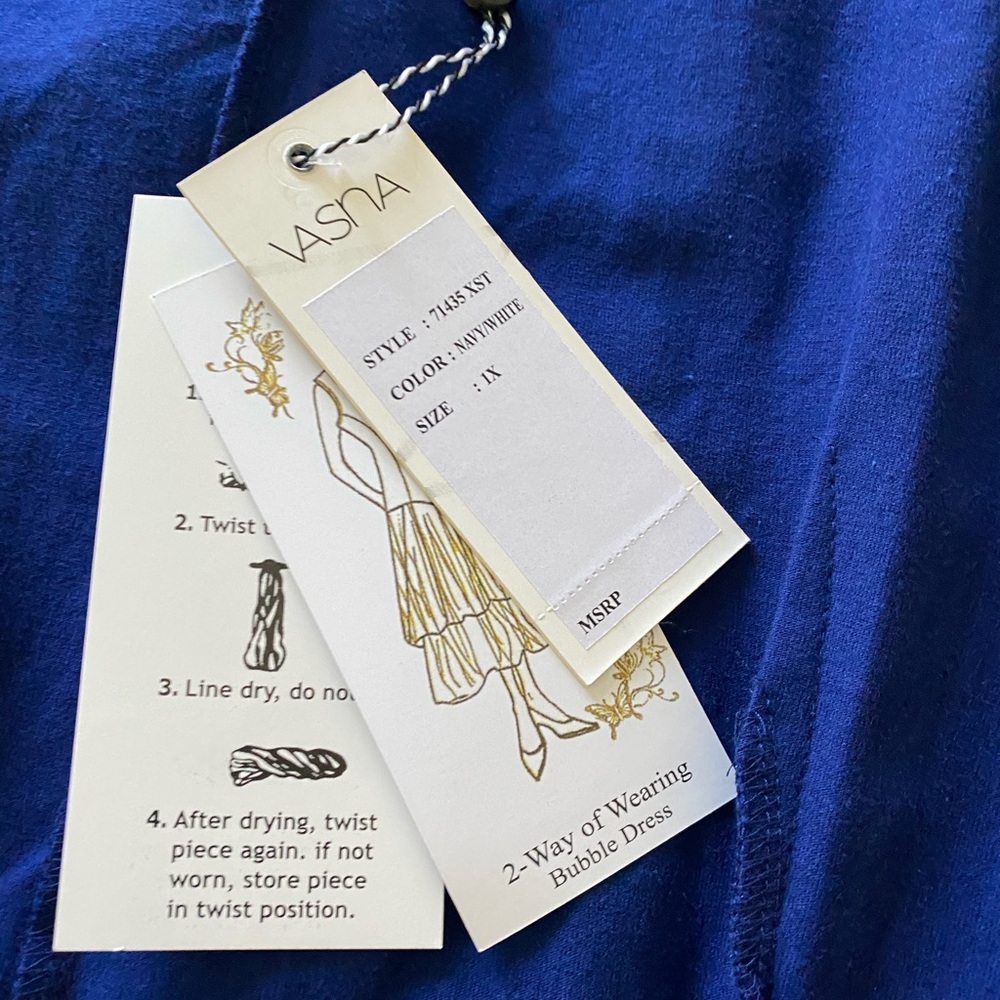 VASNA
STYLE : 71435 XST
COLOR : NAVY/WHITE
SIZE : 1X
MSRP
2-Way of Wearing
Bubble Dress
1.
2. Twist
3. Line dry, do
4. After drying, twist
piece again. if not
worn, store piece
in twist position.